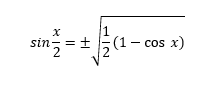 sin x/2 = ± √(1/2 (1 − cos x))